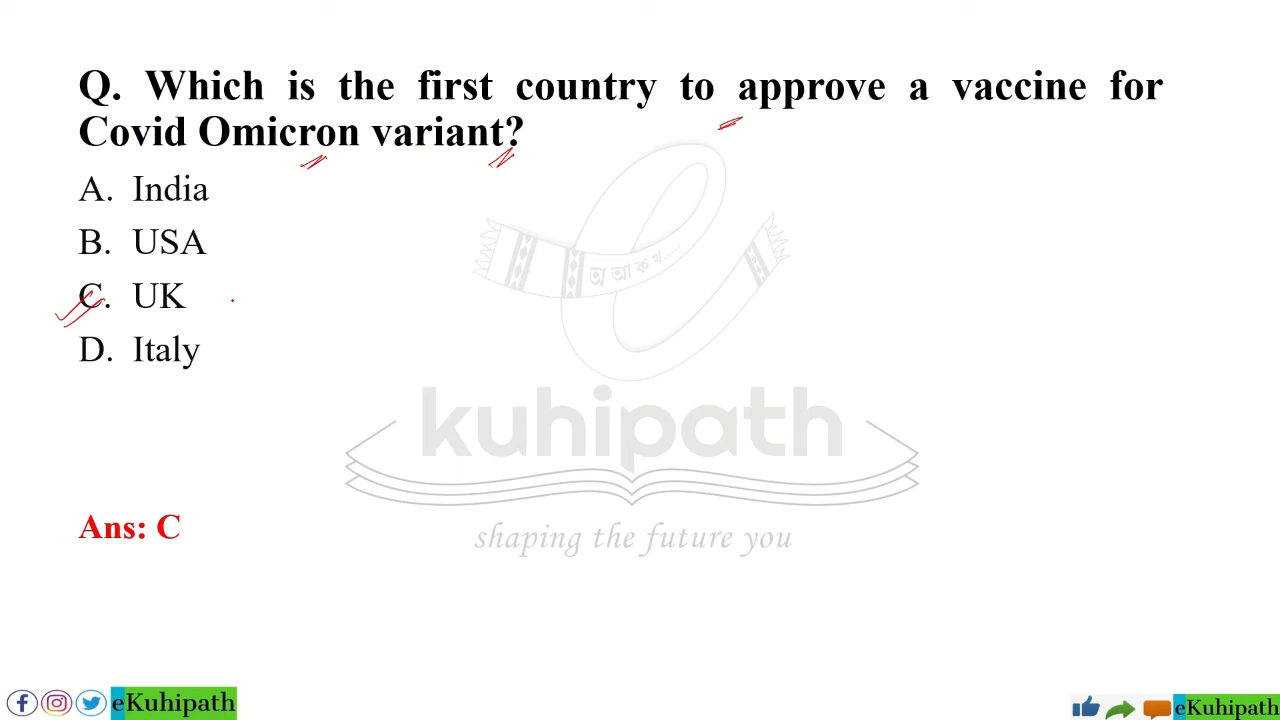 Q. Which is the first country to approve a vaccine for
Covid Omicron variant?
A. India
B. USA
C. UK
D. Italy
অ আ ক খ.....
kuhipath
shaping the future you
Ans: C
eKuhipath
eKuhipath